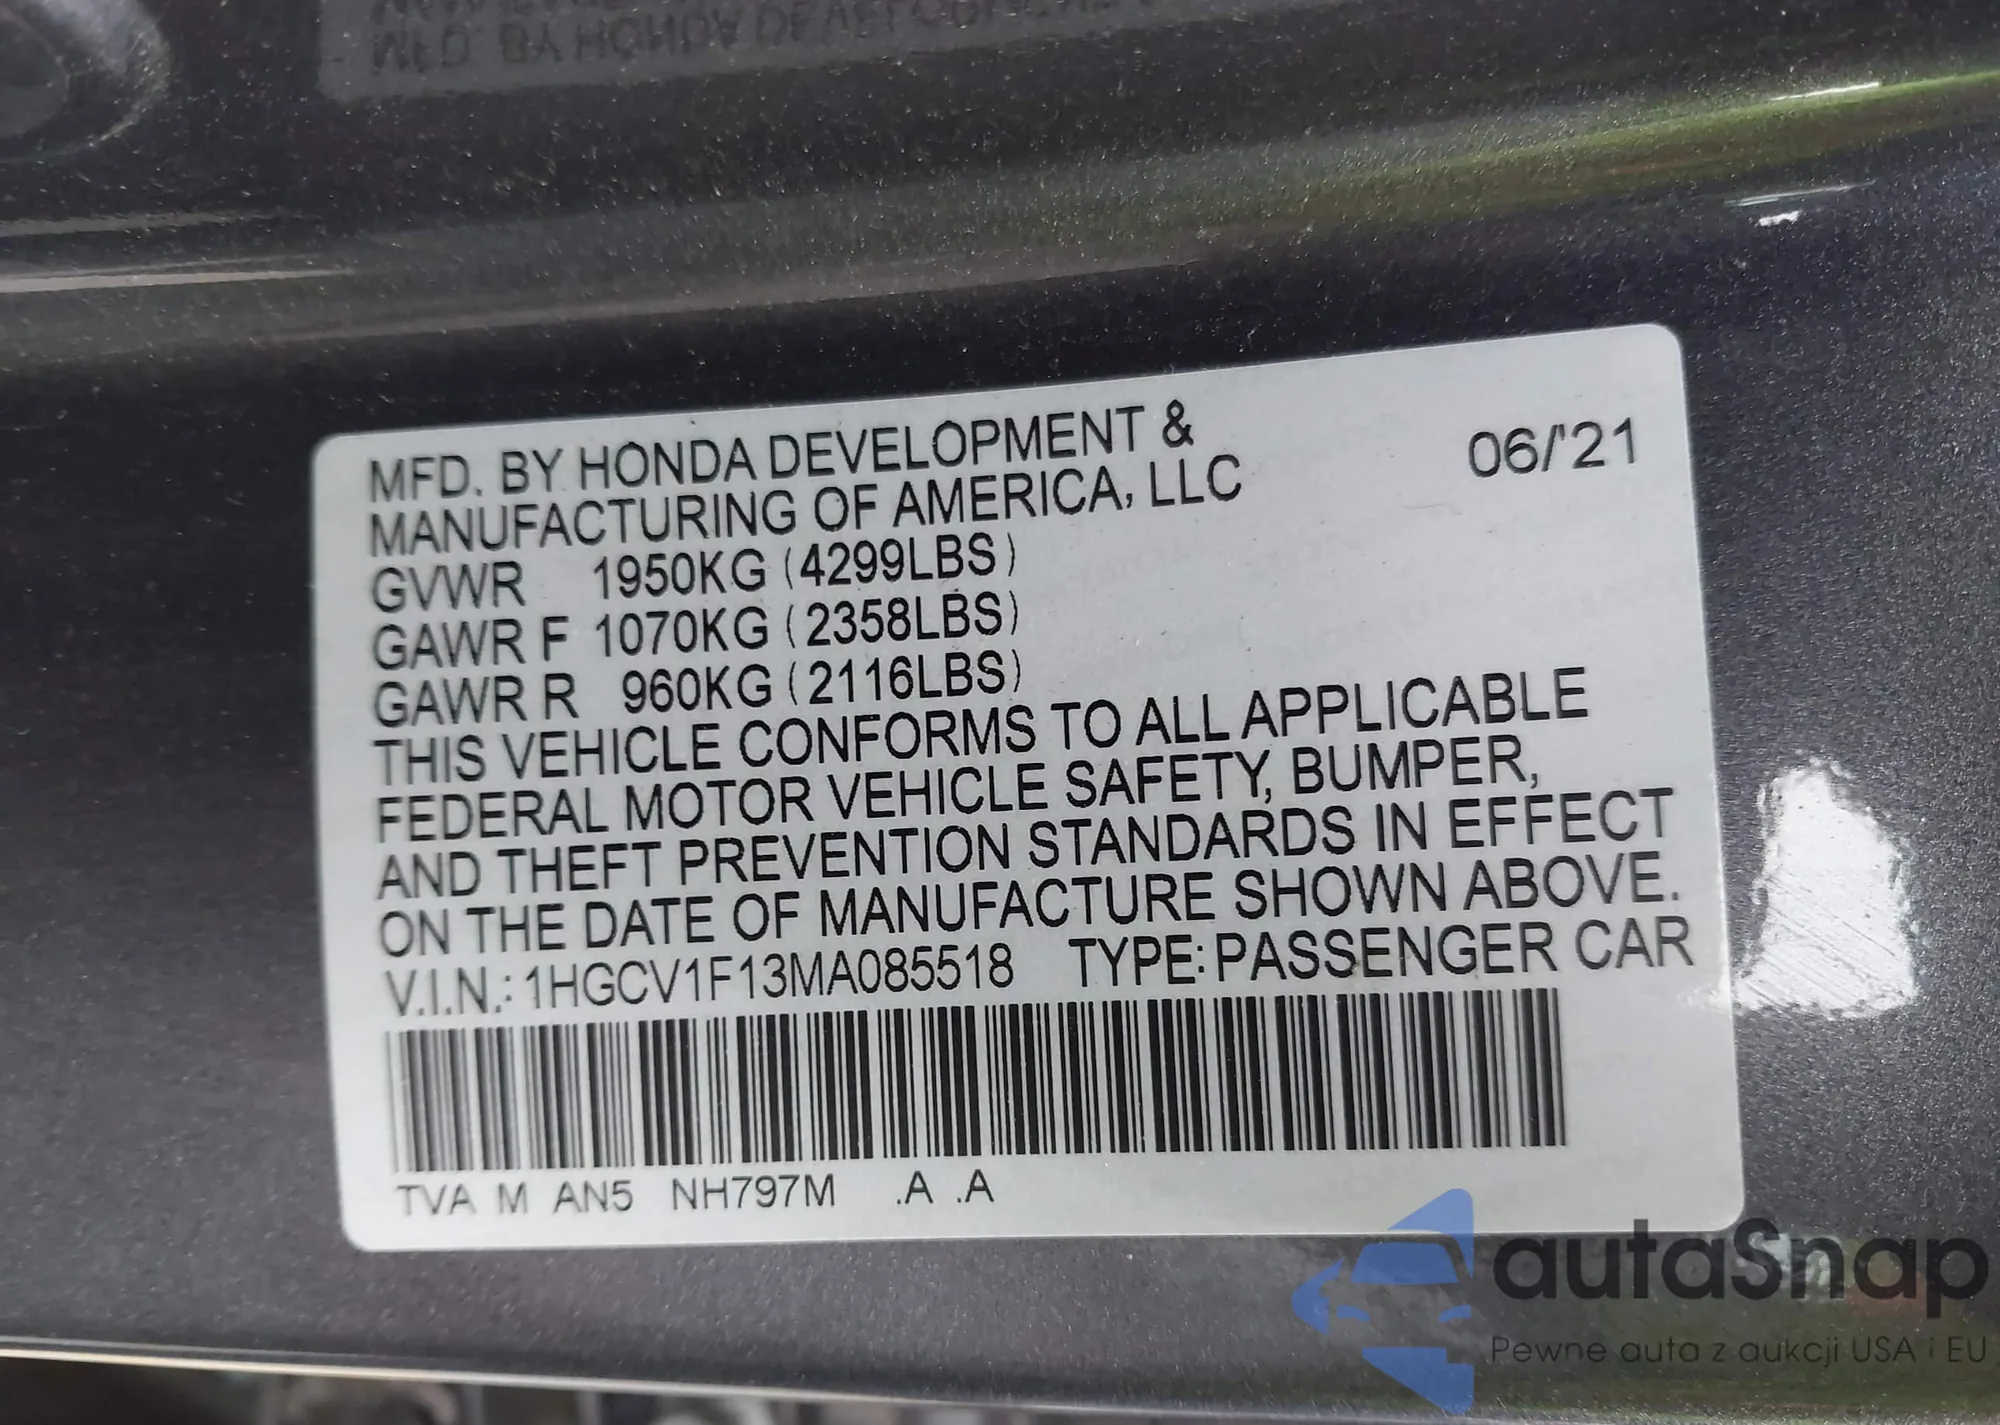 MFD. BY HONDA DEVELOPMENT &
MANUFACTURING OF AMERICA, LLC
06/'21
GVWR 1950KG (4299LBS)
GAWR F 1070KG (2358LBS)
GAWR R 960KG (2116LBS)
THIS VEHICLE CONFORMS TO ALL APPLICABLE
FEDERAL MOTOR VEHICLE SAFETY, BUMPER,
AND THEFT PREVENTION STANDARDS IN EFFECT
ON THE DATE OF MANUFACTURE SHOWN ABOVE.
V.I.N.: 1HGCV1F13MA085518 TYPE: PASSENGER CAR
TVA M AN5 NH797M .A .A
autaSnap
Pewne auta z aukcji USA i EU